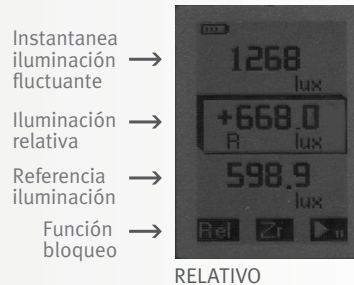 Instantanea
iluminación
fluctuante
1268
lux
Iluminación
relativa
+668.0
R lux
Referencia
iluminación
598.9
lux
Función
bloqueo
Rel Zr
RELATIVO